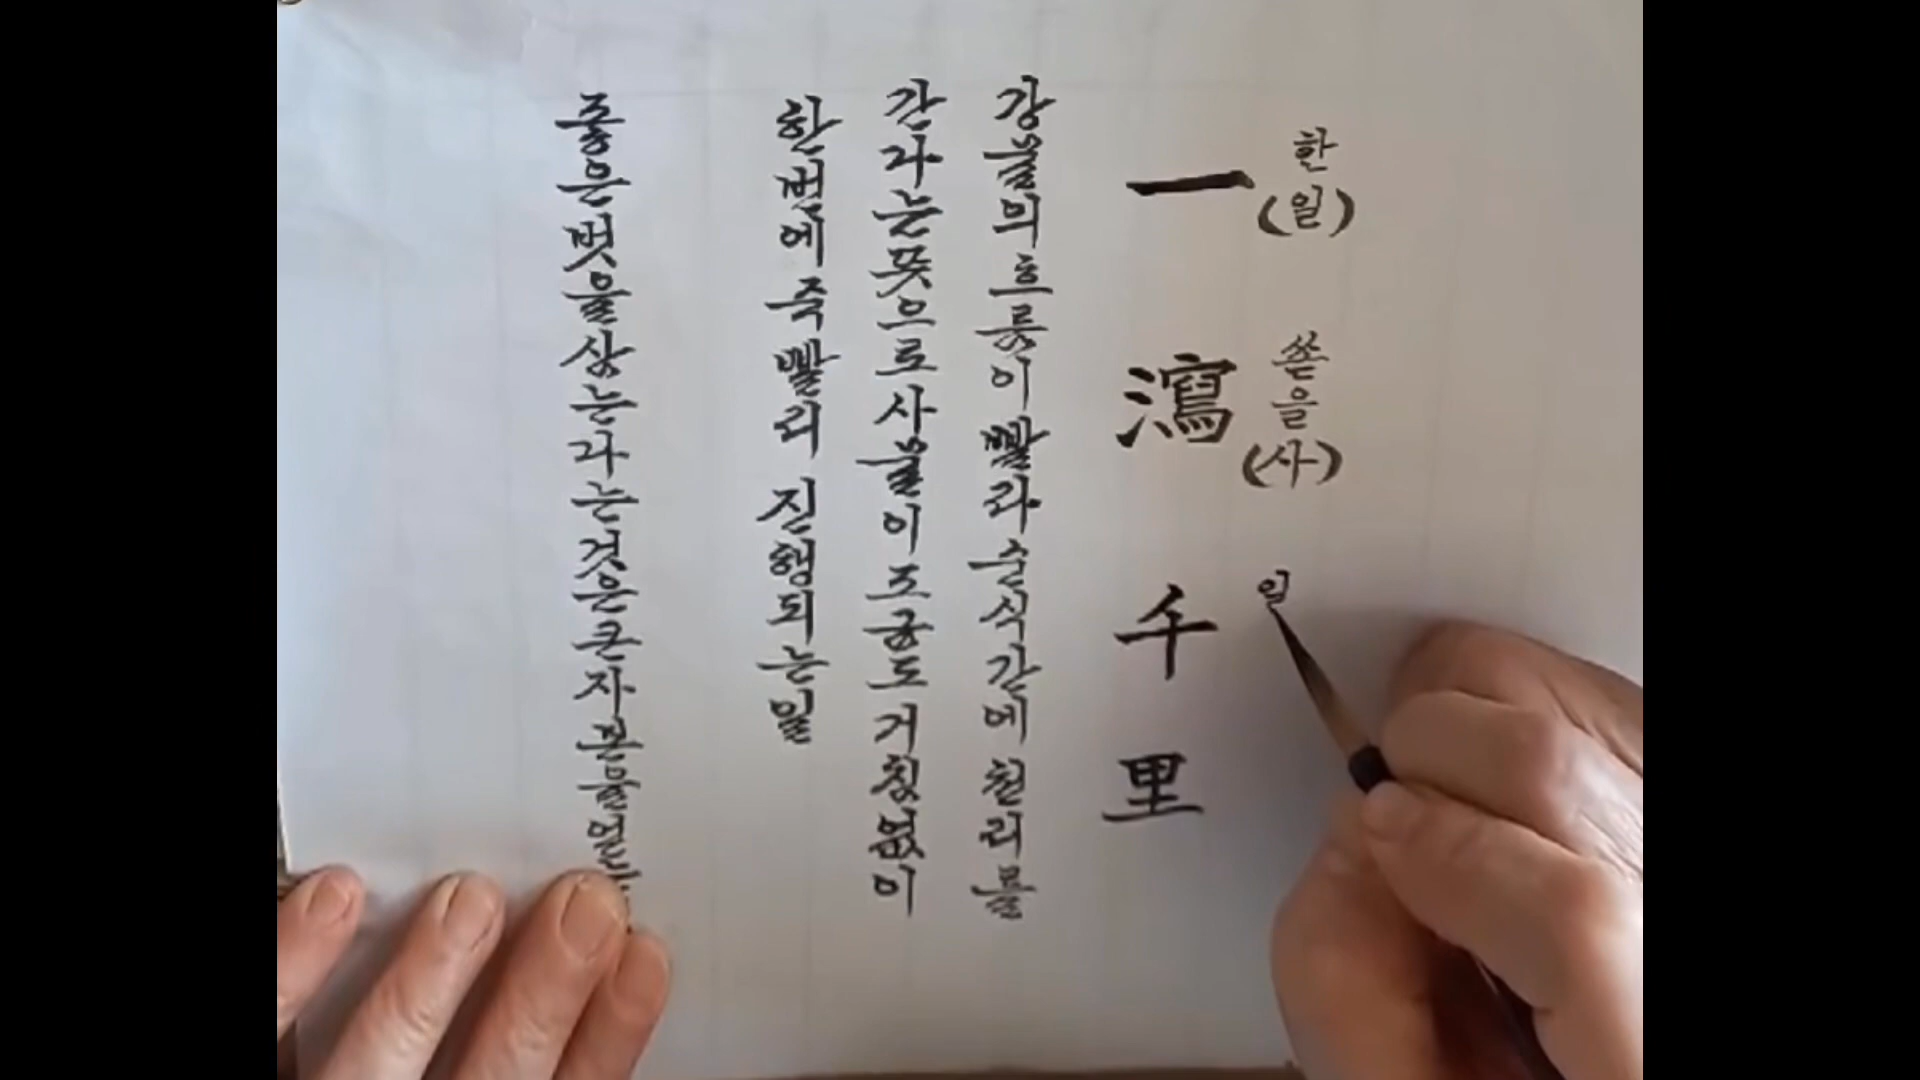 一瀉千里
한(일)
쏟을(사)
일
강물의 흐름이 빨라 순식간에 천리를
간다는 뜻으로 사물이 조금도 거침없이
한번에 죽 빨리 진행되는 일
좋은 벗을 삼는다는 것은 큰 자본을